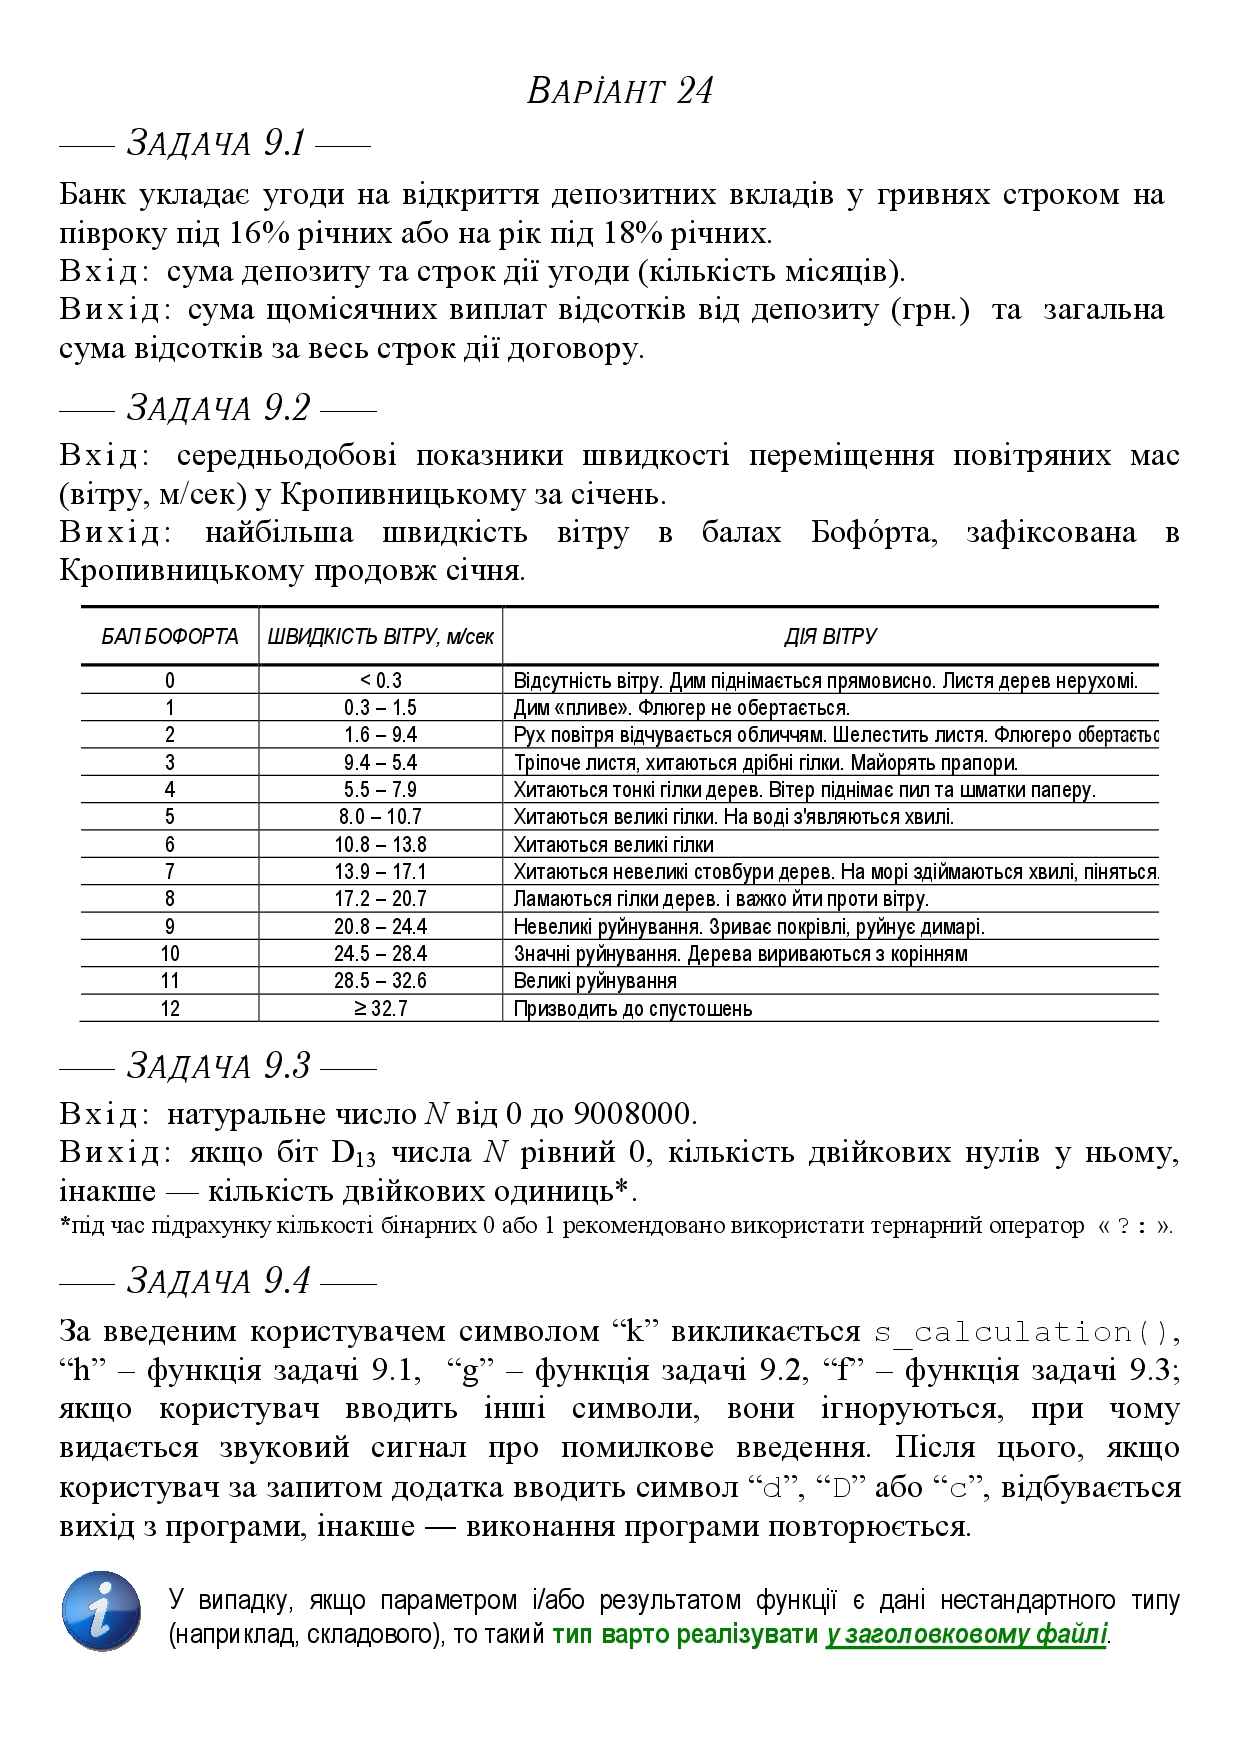 Варіант 24
Задача 9.1
Банк укладає угоди на відкриття депозитних вкладів у гривнях строком на
півроку під 16% річних або на рік під 18% річних.
Вхід: сума депозиту та строк дії угоди (кількість місяців).
Вихід: сума щомісячних виплат відсотків від депозиту (грн.) та загальна
сума відсотків за весь строк дії договору.
Задача 9.2
Вхід: середньодобові показники швидкості переміщення повітряних мас
(вітру, м/сек) у Кропивницькому за січень.
Вихід: найбільша швидкість вітру в балах Бофо́рта, зафіксована в
Кропивницькому продовж січня.
БАЛ БОФОРТА ШВИДКІСТЬ ВІТРУ, м/сек ДІЯ ВІТРУ
0 < 0.3 Відсутність вітру. Дим піднімається прямовисно. Листя дерев нерухомі.
1 0.3 – 1.5 Дим «пливе». Флюгер не обертається.
2 1.6 – 9.4 Рух повітря відчувається обличчям. Шелестить листя. Флюгеро обертаєтьс
3 9.4 – 5.4 Тріпоче листя, хитаються дрібні гілки. Майорять прапори.
4 5.5 – 7.9 Хитаються тонкі гілки дерев. Вітер піднімає пил та шматки паперу.
5 8.0 – 10.7 Хитаються великі гілки. На воді з'являються хвилі.
6 10.8 – 13.8 Хитаються великі гілки
7 13.9 – 17.1 Хитаються невеликі стовбури дерев. На морі здіймаються хвилі, піняться.
8 17.2 – 20.7 Ламаються гілки дерев. і важко йти проти вітру.
9 20.8 – 24.4 Невеликі руйнування. Зриває покрівлі, руйнує димарі.
10 24.5 – 28.4 Значні руйнування. Дерева вириваються з корінням
11 28.5 – 32.6 Великі руйнування
12 ≥ 32.7 Призводить до спустошень
Задача 9.3
Вхід: натуральне число N від 0 до 9008000.
Вихід: якщо біт D₁₃ числа N рівний 0, кількість двійкових нулів у ньому,
інакше — кількість двійкових одиниць*.
*під час підрахунку кількості бінарних 0 або 1 рекомендовано використати тернарний оператор « ? : ».
Задача 9.4
За введеним користувачем символом “k” викликається s_calculation(),
“h” – функція задачі 9.1, “g” – функція задачі 9.2, “f” – функція задачі 9.3;
якщо користувач вводить інші символи, вони ігноруються, при чому
видається звуковий сигнал про помилкове введення. Після цього, якщо
користувач за запитом додатка вводить символ “d”, “D” або “c”, відбувається
вихід з програми, інакше — виконання програми повторюється.
У випадку, якщо параметром і/або результатом функції є дані нестандартного типу
(наприклад, складового), то такий тип варто реалізувати у заголовковому файлі.